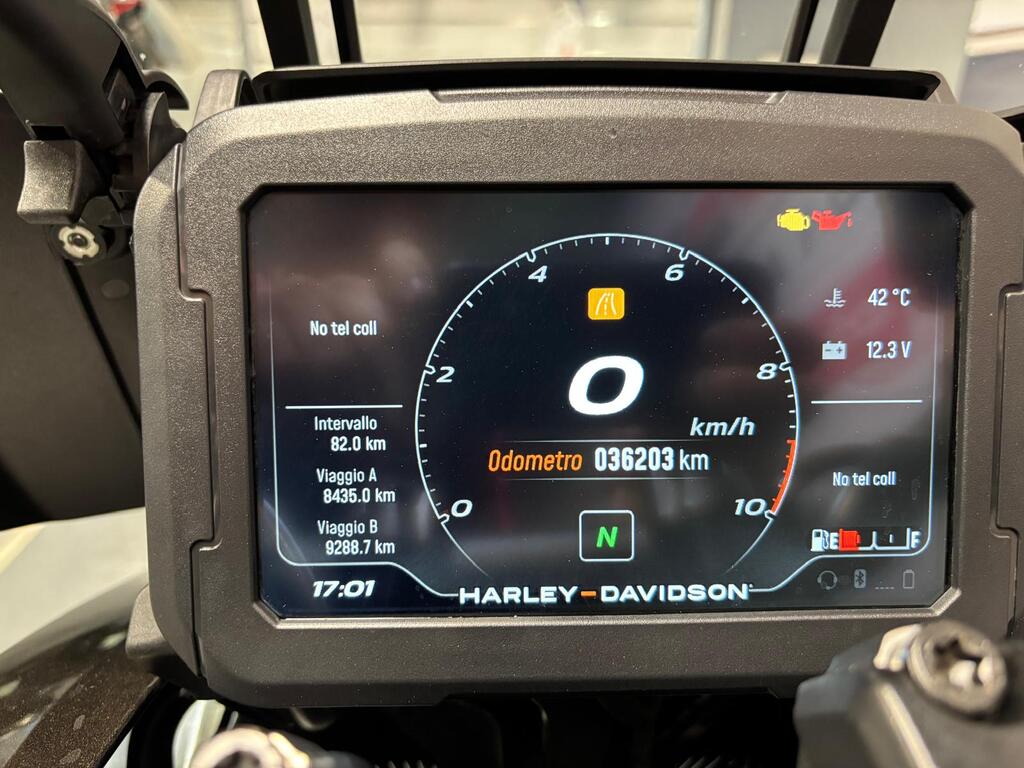 4
6
2
8
0
10
0
km/h
Odometro 036203 km
N
No tel coll
Intervallo
82.0 km
Viaggio A
8435.0 km
Viaggio B
9288.7 km
17:01
HARLEY-DAVIDSON
42 °C
12.3 V
No tel coll
E F